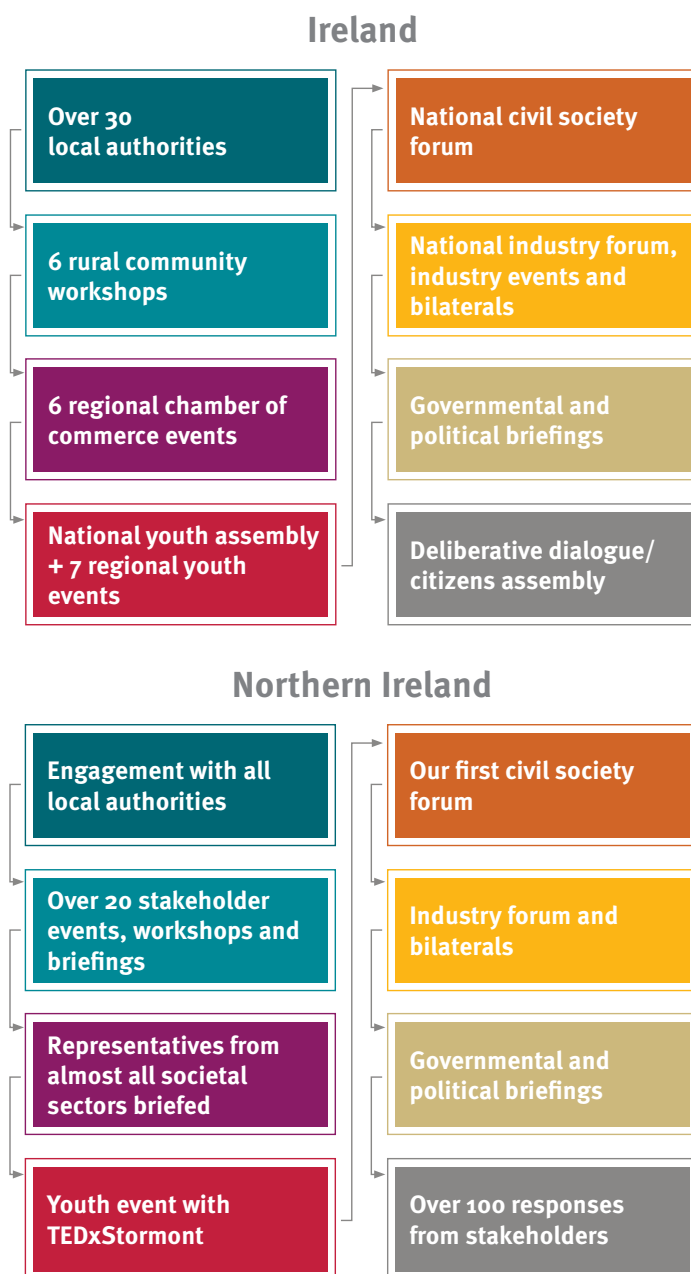 Ireland
Over 30
local authorities
6 rural community
workshops
6 regional chamber of
commerce events
National youth assembly
+ 7 regional youth
events
National civil society
forum
National industry forum,
industry events and
bilaterals
Governmental and
political briefings
Deliberative dialogue/
citizens assembly
Northern Ireland
Engagement with all
local authorities
Over 20 stakeholder
events, workshops and
briefings
Representatives from
almost all societal
sectors briefed
Youth event with
TEDxStormont
Our first civil society
forum
Industry forum and
bilaterals
Governmental and
political briefings
Over 100 responses
from stakeholders